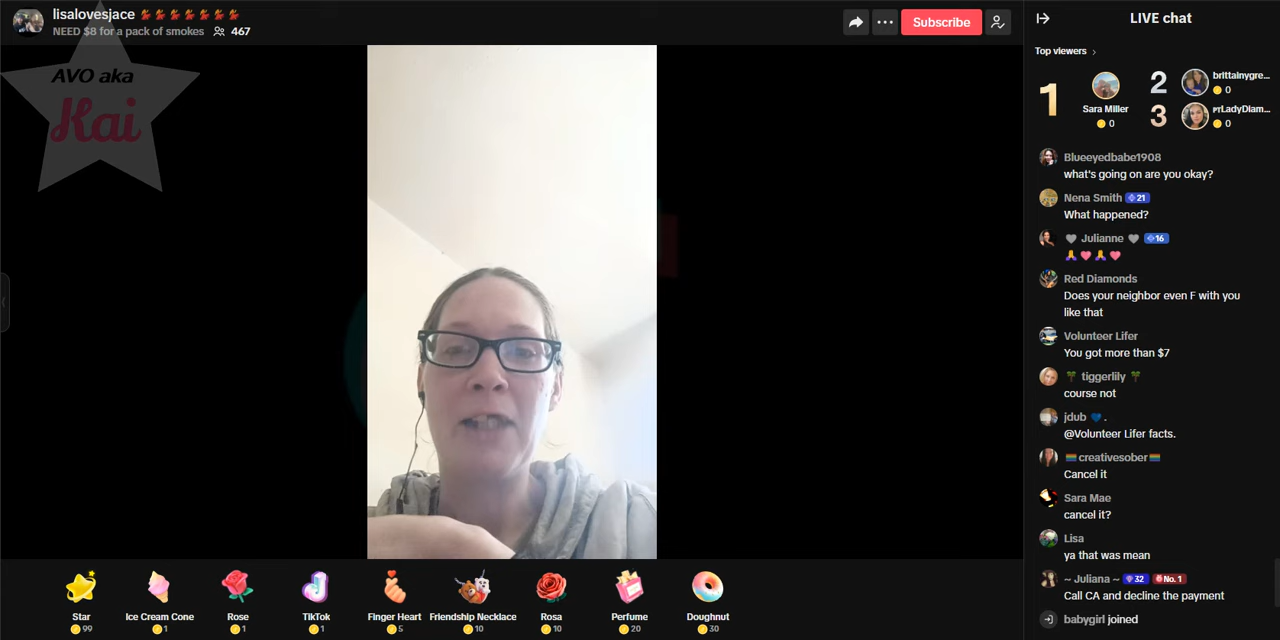 lisalovesjace
NEED $8 for a pack of smokes 467
Subscribe
AVO aka
Kai
LIVE chat
Top viewers
1
Sara Miller
0
2
brittainygre...
0
3
PTLadyDiam...
0
Blueeyedbabe1908
what's going on are you okay?
Nena Smith 21
What happened?
Julianne 16
🙏💗🙏💗
Red Diamonds
Does your neighbor even F with you
like that
Volunteer Lifer
You got more than $7
🌴 tiggerlily 🌴
course not
jdub 💙 .
@Volunteer Lifer facts.
creativesober
Cancel it
Sara Mae
cancel it?
Lisa
ya that was mean
~ Juliana ~ 32 No. 1
Call CA and decline the payment
babygirl joined
Star
99
Ice Cream Cone
1
Rose
1
TikTok
1
Finger Heart
5
Friendship Necklace
10
Rosa
10
Perfume
20
Doughnut
30